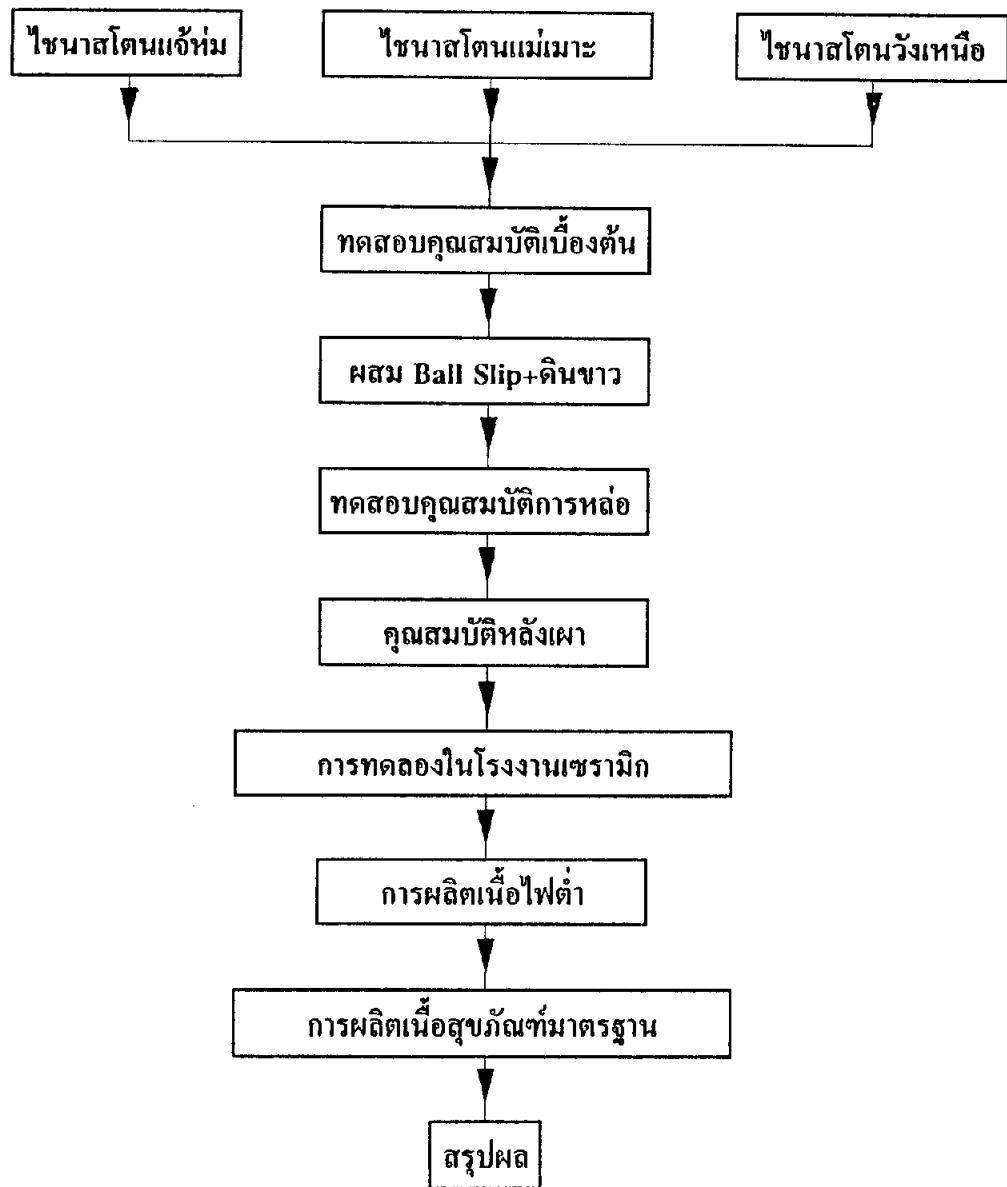 ไชนาสโตนแจ้ห่ม
ไชนาสโตนแม่เมาะ
ไชนาสโตนวังเหนือ
ทดสอบคุณสมบัติเบื้องต้น
ผสม Ball Slip+ดินขาว
ทดสอบคุณสมบัติการหล่อ
คุณสมบัติหลังเผา
การทดลองในโรงงานเซรามิก
การผลิตเนื้อไฟต่ำ
การผลิตเนื้อสุขภัณฑ์มาตรฐาน
สรุปผล